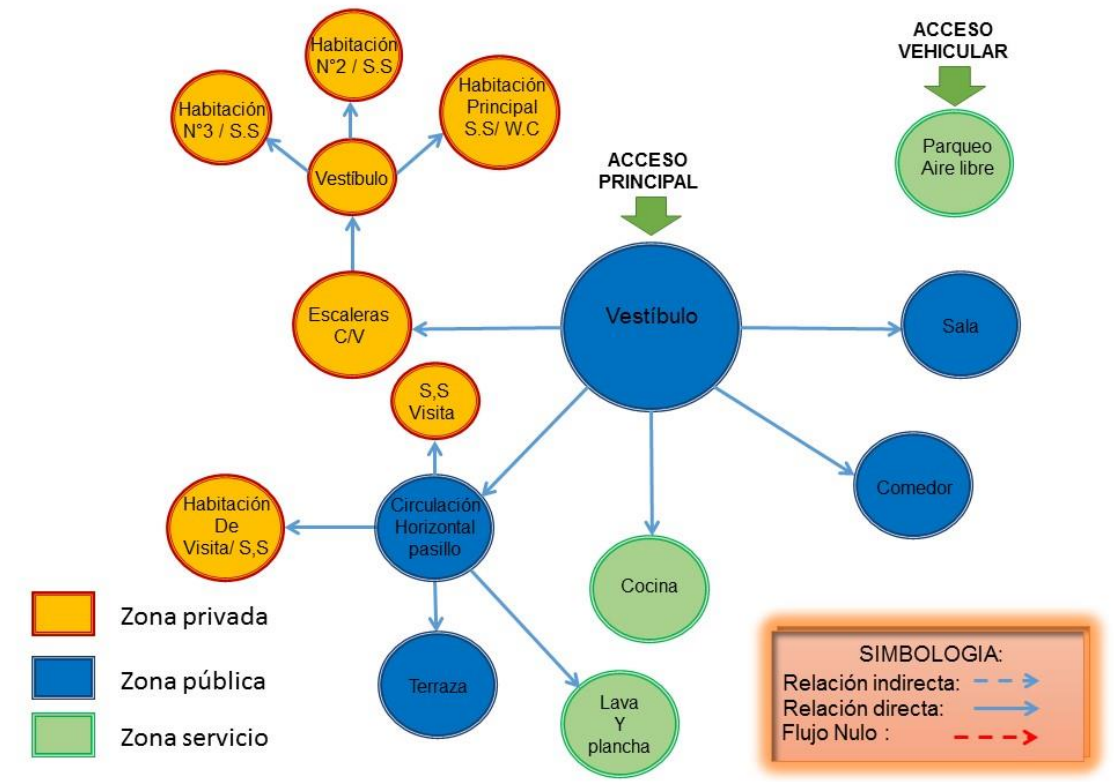 Habitación
N°2 / S.S
Habitación
N°3 / S.S
Habitación
Principal
S.S/ W.C
Vestíbulo
ACCESO
VEHICULAR
Parqueo
Aire libre
ACCESO
PRINCIPAL
Vestíbulo
Escaleras
C/V
Sala
S,S
Visita
Comedor
Habitación
De
Visita/ S,S
Circulación
Horizontal
pasillo
Cocina
Terraza
Lava
Y
plancha
Zona privada
Zona pública
Zona servicio
SIMBOLOGIA:
Relación indirecta:
Relación directa:
Flujo Nulo :